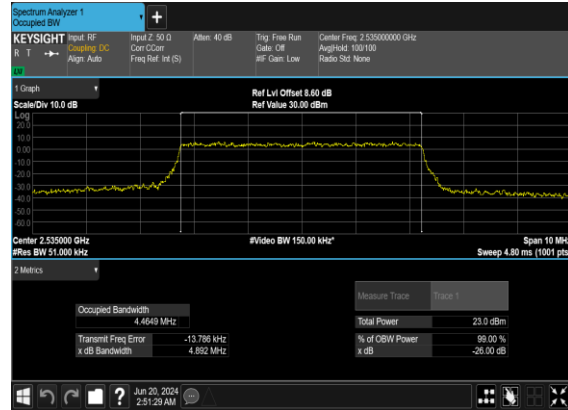 Spectrum Analyzer 1
Occupied BW
+
KEYSIGHT Input: RF Input Z: 50 Ω Atten: 40 dB Trig: Free Run Center Freq: 2.535000000 GHz
R T Coupling: DC Corr CCorr Gate: Off Avg|Hold: 100/100
Align: Auto Freq Ref: Int (S) #IF Gain: Low Radio Std: None
1 Graph Ref Lvl Offset 8.60 dB
Scale/Div 10.0 dB Ref Value 30.00 dBm
Log
20.0
10.0
0.00
-10.0
-20.0
-30.0
-40.0
-50.0
-60.0
Center 2.535000 GHz #Video BW 150.00 kHz* Span 10 MHz
#Res BW 51.000 kHz Sweep 4.80 ms (1001 pts
2 Metrics
Measure Trace Trace 1
Occupied Bandwidth
4.4649 MHz Total Power 23.0 dBm
Transmit Freq Error -13.786 kHz % of OBW Power 99.00 %
x dB Bandwidth 4.892 MHz x dB -26.00 dB
? Jun 20, 2024
2:51:29 AM